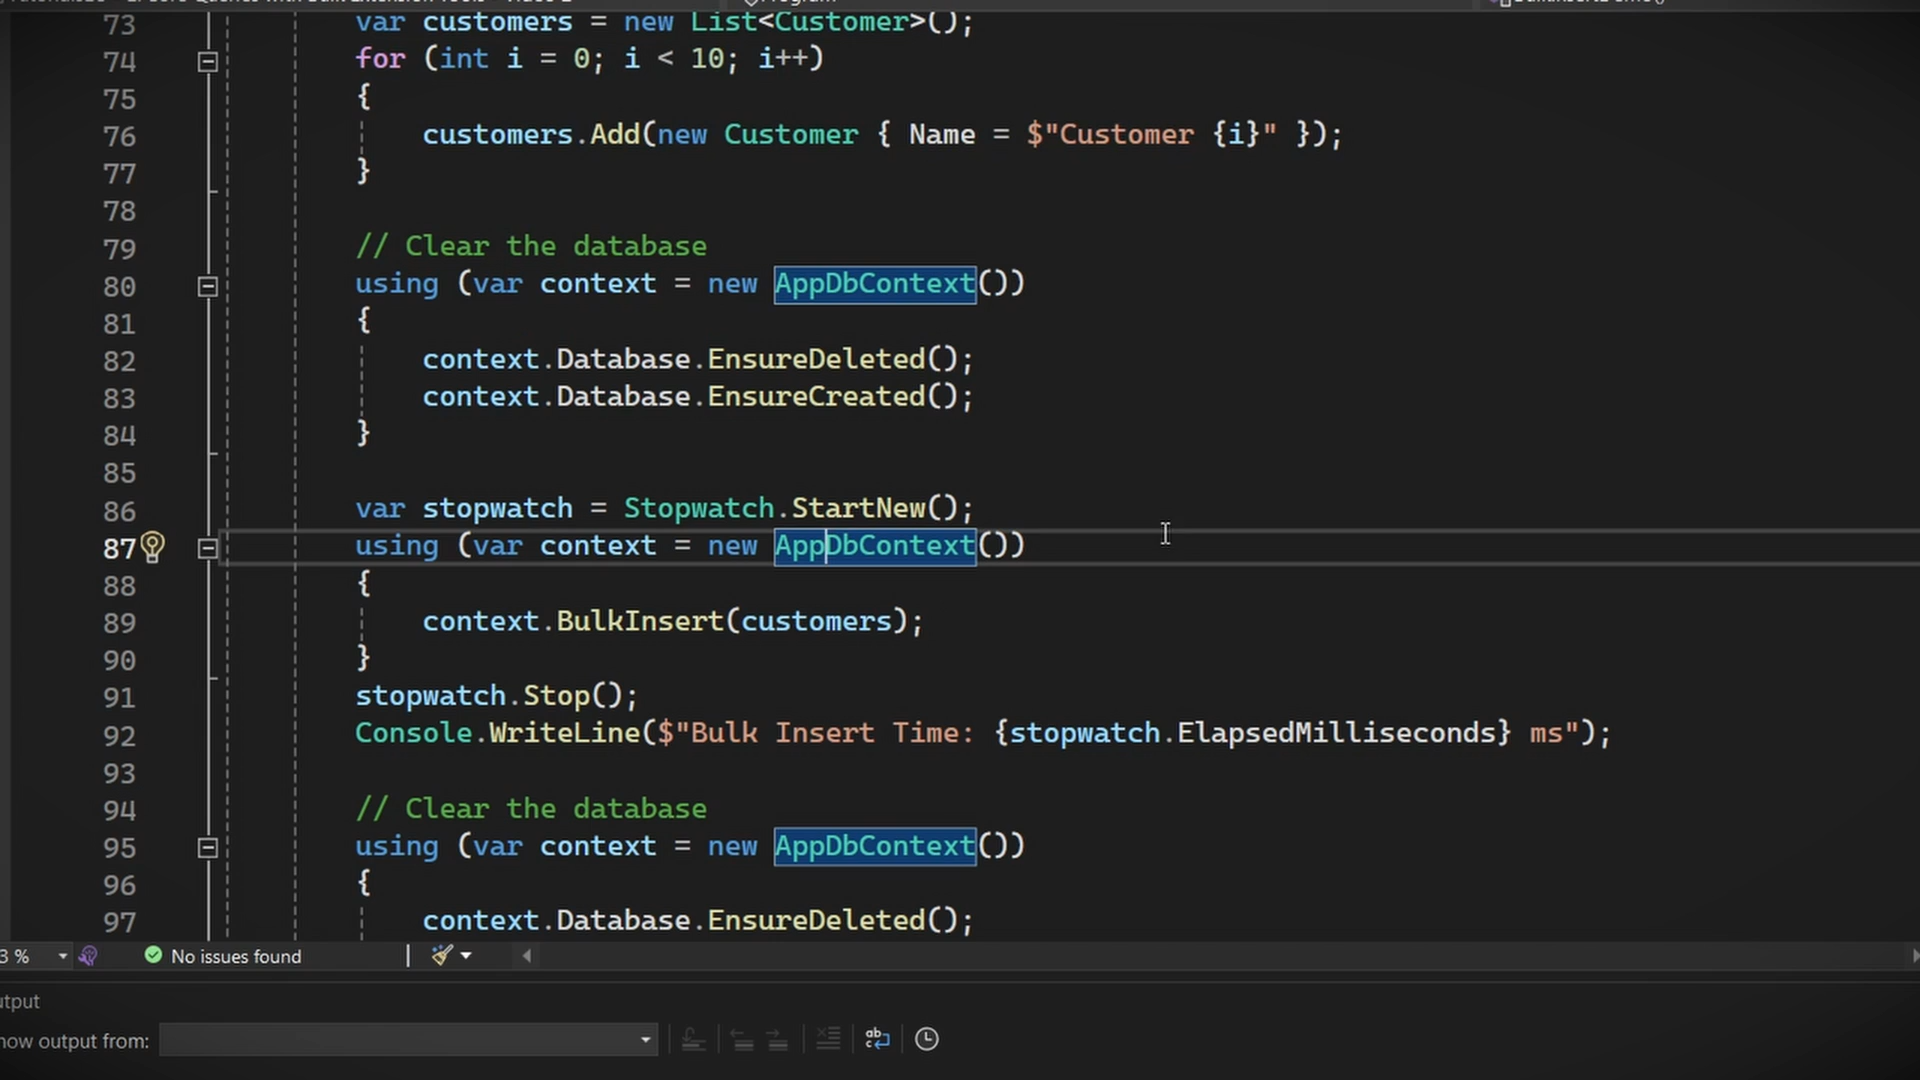 73 var customers = new List<Customer>();
74 for (int i = 0; i < 10; i++)
75 {
76 customers.Add(new Customer { Name = $"Customer {i}" });
77 }
78
79 // Clear the database
80 using (var context = new AppDbContext())
81 {
82 context.Database.EnsureDeleted();
83 context.Database.EnsureCreated();
84 }
85
86 var stopwatch = Stopwatch.StartNew();
87 using (var context = new AppDbContext())
88 {
89 context.BulkInsert(customers);
90 }
91 stopwatch.Stop();
92 Console.WriteLine($"Bulk Insert Time: {stopwatch.ElapsedMilliseconds} ms");
93
94 // Clear the database
95 using (var context = new AppDbContext())
96 {
97 context.Database.EnsureDeleted();
3 % No issues found
utput
how output from: